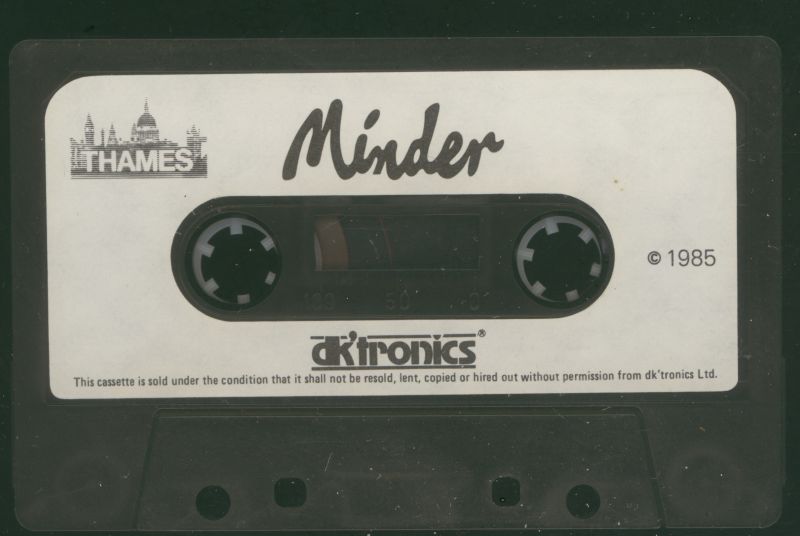 THAMES
Minder
© 1985
100 50 0
dk'tronics®
This cassette is sold under the condition that it shall not be resold, lent, copied or hired out without permission from dk'tronics Ltd.